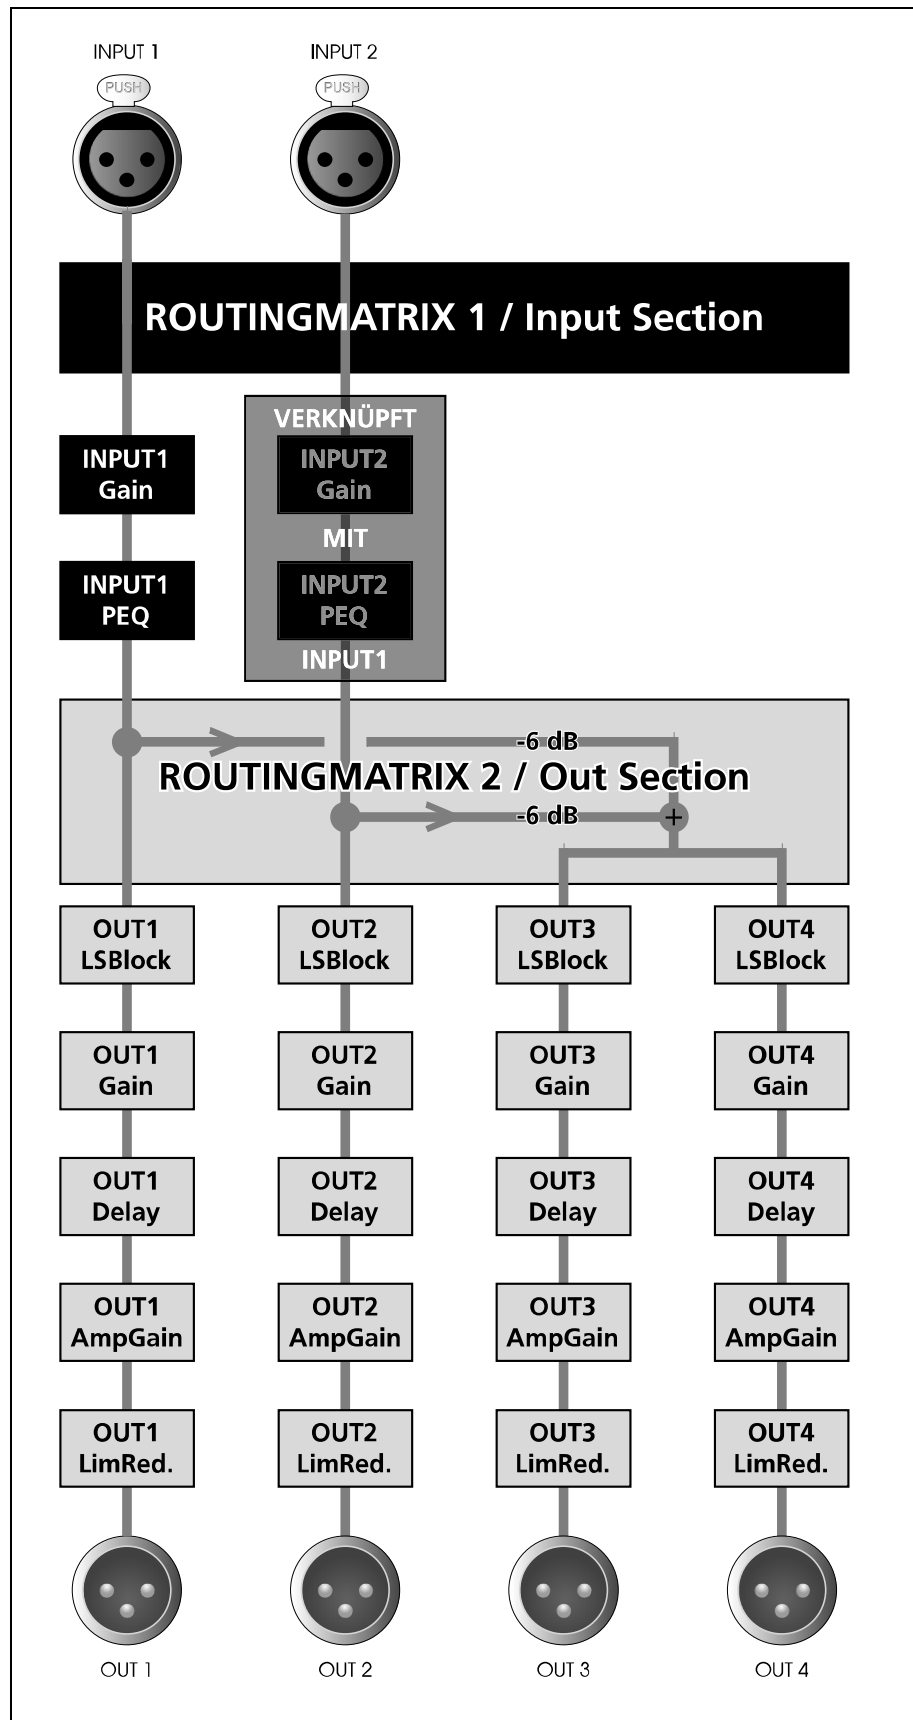 INPUT 1
INPUT 2
PUSH
PUSH
ROUTINGMATRIX 1 / Input Section
VERKNÜPFT
INPUT1
Gain
INPUT2
Gain
MIT
INPUT1
PEQ
INPUT2
PEQ
INPUT1
-6 dB
ROUTINGMATRIX 2 / Out Section
-6 dB
+
OUT1
LSBlock
OUT2
LSBlock
OUT3
LSBlock
OUT4
LSBlock
OUT1
Gain
OUT2
Gain
OUT3
Gain
OUT4
Gain
OUT1
Delay
OUT2
Delay
OUT3
Delay
OUT4
Delay
OUT1
AmpGain
OUT2
AmpGain
OUT3
AmpGain
OUT4
AmpGain
OUT1
LimRed.
OUT2
LimRed.
OUT3
LimRed.
OUT4
LimRed.
OUT 1
OUT 2
OUT 3
OUT 4